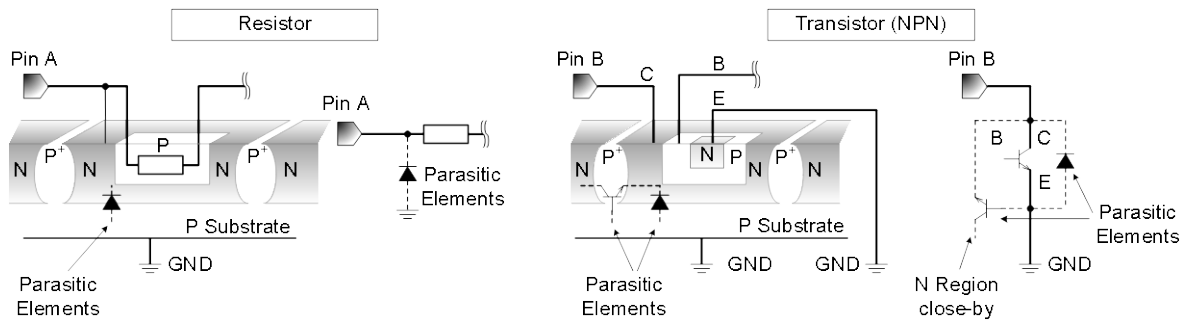 Resistor
Pin A
N
P+
N
P
N
P+
N
P Substrate
GND
Parasitic
Elements
Pin A
Parasitic
Elements
Transistor (NPN)
Pin B
C
B
E
N
P+
N
N
P
N
P+
N
P Substrate
GND
GND
Parasitic
Elements
Pin B
B
C
E
Parasitic
Elements
GND
N Region
close-by